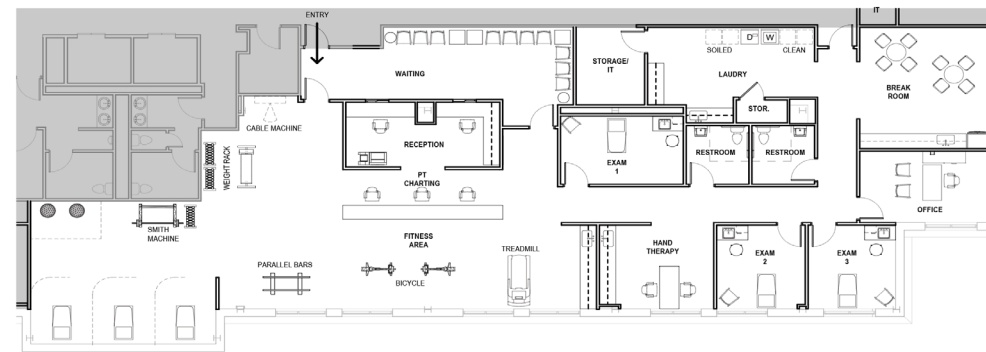 IT
ENTRY
D
W
SOILED
CLEAN
STORAGE/
IT
WAITING
LAUDRY
BREAK
ROOM
STOR.
CABLE MACHINE
RECEPTION
WEIGHT RACK
EXAM
1
RESTROOM
RESTROOM
PT
CHARTING
OFFICE
SMITH
MACHINE
FITNESS
AREA
TREADMILL
HAND
THERAPY
EXAM
2
EXAM
3
PARALLEL BARS
BICYCLE